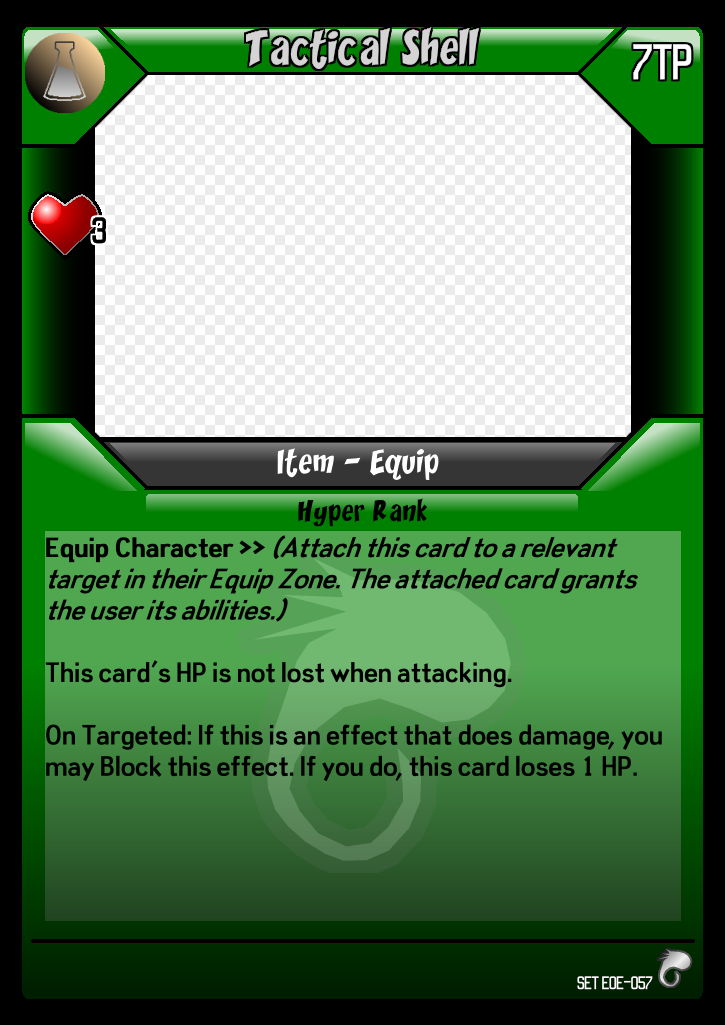 Tactical Shell
7TP
3
Item - Equip
Hyper Rank
Equip Character >> (Attach this card to a relevant
target in their Equip Zone. The attached card grants
the user its abilities.)
This card's HP is not lost when attacking.
On Targeted: If this is an effect that does damage, you
may Block this effect. If you do, this card loses 1 HP.
SET EOE-057